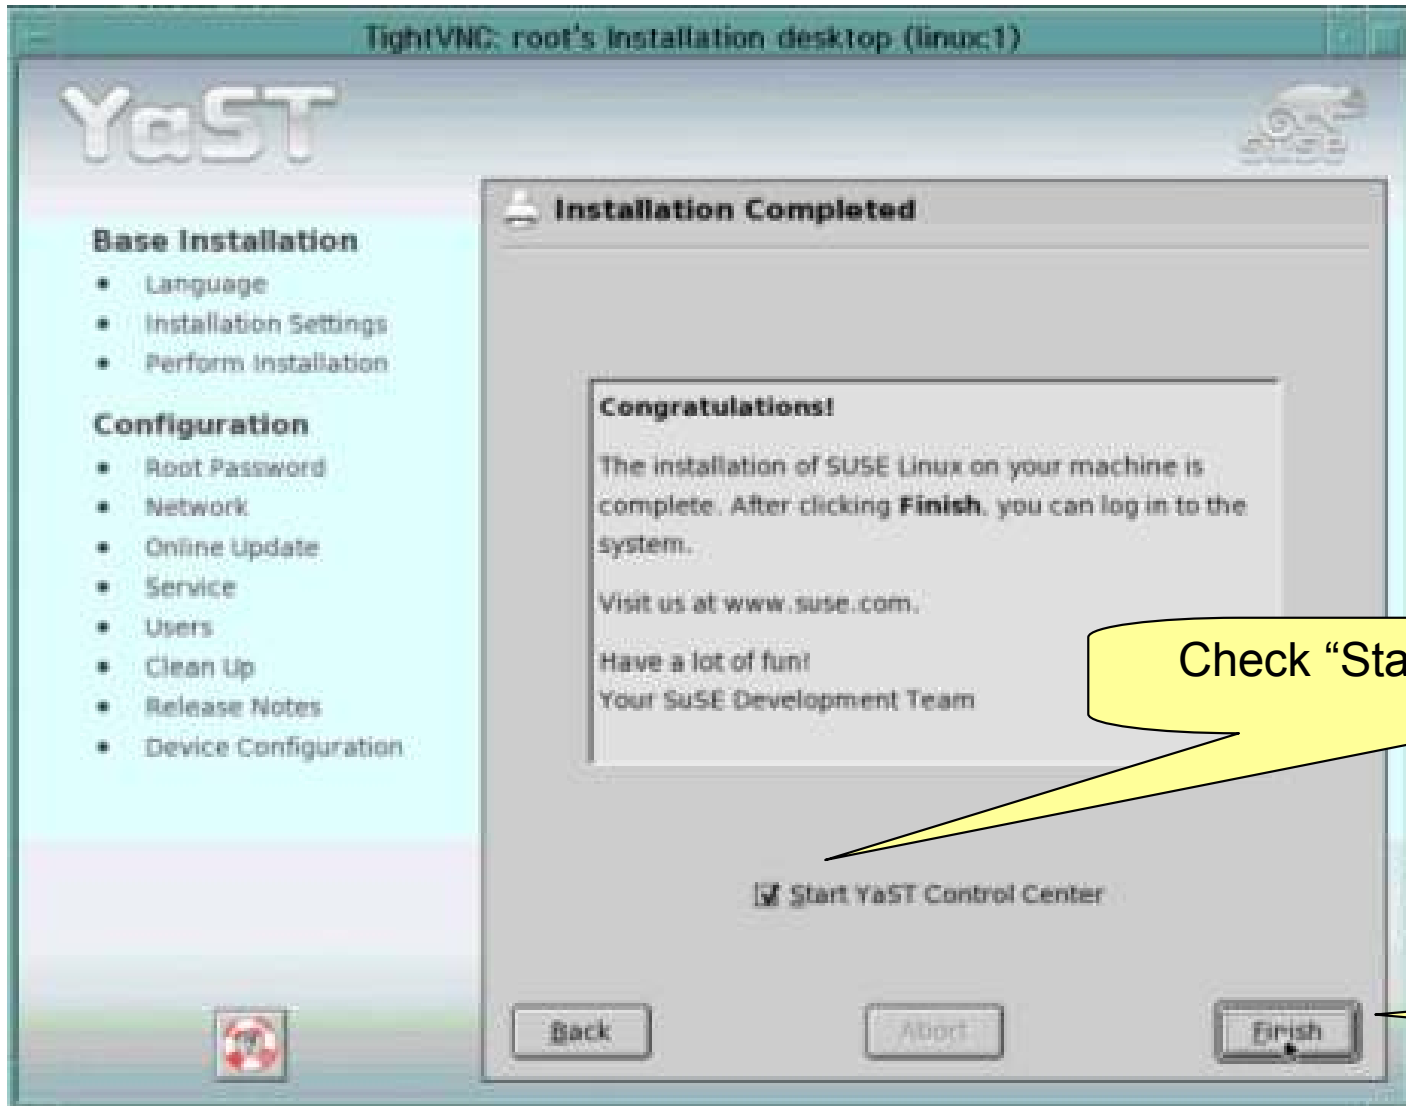 TightVNC: root's Installation desktop (linux:1)
YaST
SUSE
Base Installation
• Language
• Installation Settings
• Perform Installation
Configuration
• Root Password
• Network
• Online Update
• Service
• Users
• Clean Up
• Release Notes
• Device Configuration
Installation Completed
Congratulations!
The installation of SUSE Linux on your machine is
complete. After clicking Finish, you can log in to the
system.
Visit us at www.suse.com.
Have a lot of fun!
Your SuSE Development Team
Check “Sta
Start YaST Control Center
Back
Abort
Finish